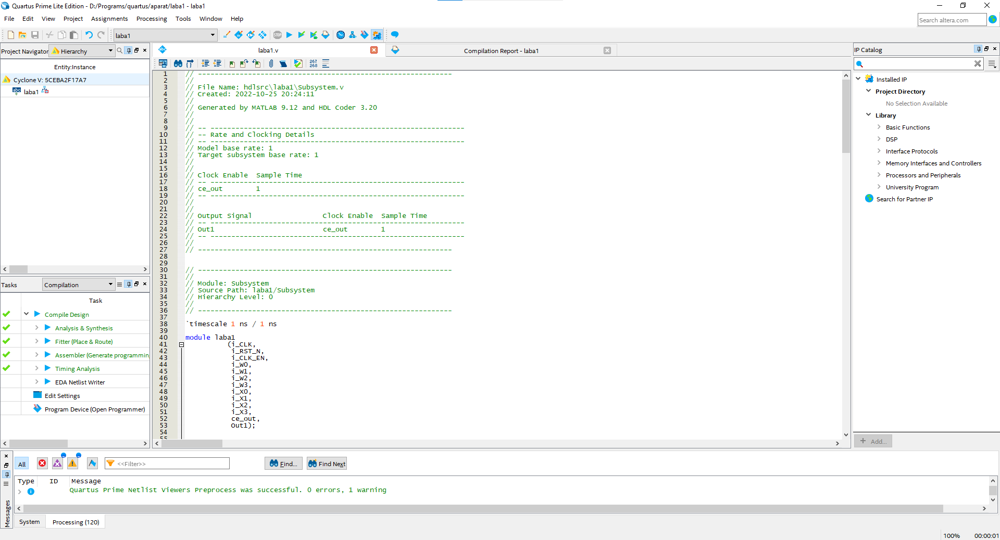 Quartus Prime Lite Edition - D:/Programs/quartus/aparat/laba1 - laba1
File Edit View Project Assignments Processing Tools Window Help
Search altera.com
laba1
Project Navigator Hierarchy
Entity:Instance
Cyclone V: 5CEBA2F17A7
laba1
Tasks Compilation
Task
Compile Design
Analysis & Synthesis
Fitter (Place & Route)
Assembler (Generate programmin
Timing Analysis
EDA Netlist Writer
Edit Settings
Program Device (Open Programmer)
laba1.v
Compilation Report - laba1
267
268
1 // -------------------------------------------------------------
2 //
3 // File Name: hdlsrc\laba1\Subsystem.v
4 // Created: 2022-10-25 20:24:11
5 //
6 // Generated by MATLAB 9.12 and HDL Coder 3.20
7 //
8 //
9 // -- -------------------------------------------------------------
10 // -- Rate and Clocking Details
11 // -- -------------------------------------------------------------
12 // Model base rate: 1
13 // Target subsystem base rate: 1
14 //
15 //
16 // Clock Enable  Sample Time
17 // -- -------------------------------------------------------------
18 // ce_out        1
19 // -- -------------------------------------------------------------
20 //
21 //
22 // Output Signal                 Clock Enable  Sample Time
23 // -- -------------------------------------------------------------
24 // Out1                          ce_out        1
25 // -- -------------------------------------------------------------
26 //
27 // -------------------------------------------------------------
28
29
30 // -------------------------------------------------------------
31 //
32 // Module: Subsystem
33 // Source Path: laba1/Subsystem
34 // Hierarchy Level: 0
35 //
36 // -------------------------------------------------------------
37
38 `timescale 1 ns / 1 ns
39
40 module laba1
41 (i_CLK,
42 i_RST_N,
43 i_CLK_EN,
44 i_W0,
45 i_W1,
46 i_W2,
47 i_W3,
48 i_X0,
49 i_X1,
50 i_X2,
51 i_X3,
52 ce_out,
53 Out1);
54
55
IP Catalog
Installed IP
Project Directory
No Selection Available
Library
Basic Functions
DSP
Interface Protocols
Memory Interfaces and Controllers
Processors and Peripherals
University Program
Search for Partner IP
+ Add...
Messages
All
<<Filter>>
Find...
Find Next
Type ID Message
Quartus Prime Netlist Viewers Preprocess was successful. 0 errors, 1 warning
System Processing (120)
100% 00:00:01